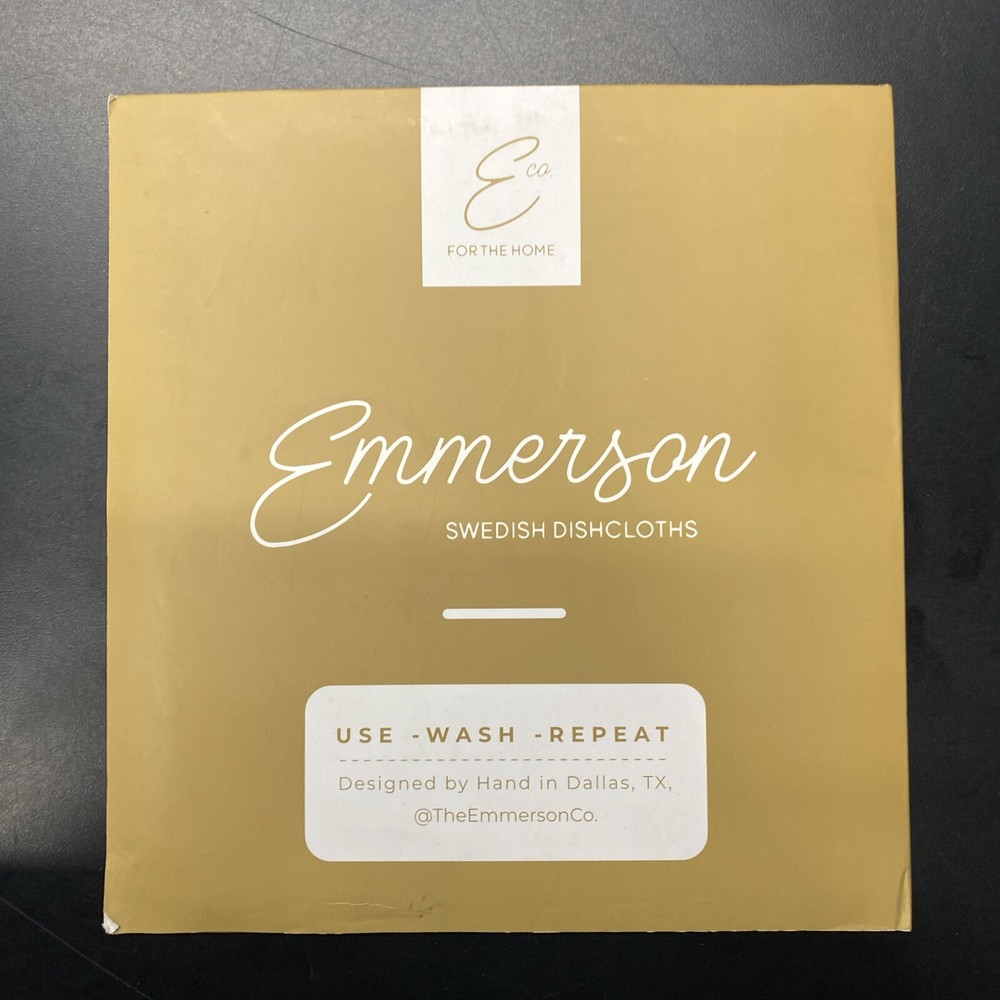 E co.
FOR THE HOME
Emmerson
SWEDISH DISHCLOTHS
USE -WASH -REPEAT
Designed by Hand in Dallas, TX,
@TheEmmersonCo.